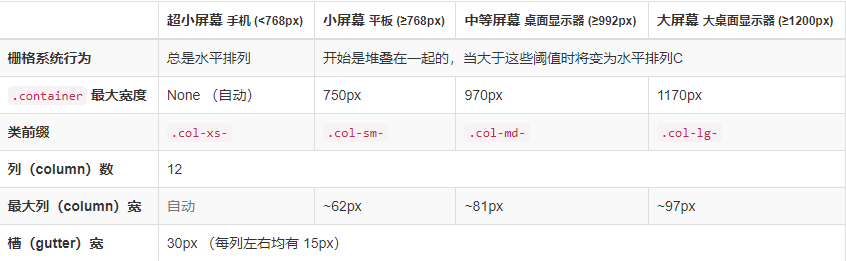 超小屏幕 手机 (<768px) 小屏幕 平板 (≥768px) 中等屏幕 桌面显示器 (≥992px) 大屏幕 大桌面显示器 (≥1200px)
栅格系统行为 总是水平排列 开始是堆叠在一起的，当大于这些阈值时将变为水平排列C
.container 最大宽度 None （自动） 750px 970px 1170px
类前缀 .col-xs- .col-sm- .col-md- .col-lg-
列（column）数 12
最大列（column）宽 自动 ~62px ~81px ~97px
槽（gutter）宽 30px （每列左右均有 15px）